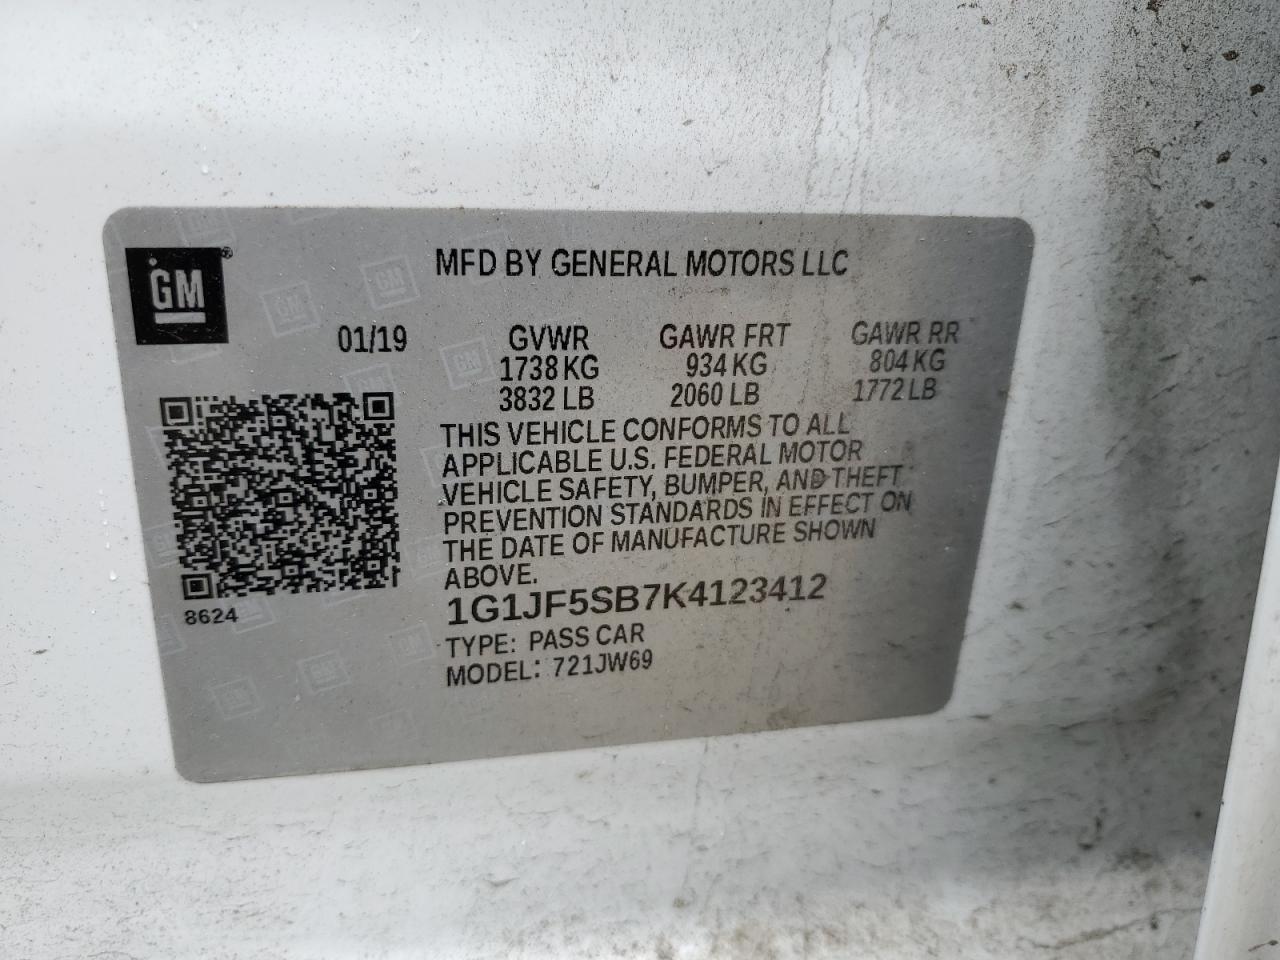 GM®
MFD BY GENERAL MOTORS LLC
01/19 GVWR GAWR FRT GAWR RR
1738 KG 934 KG 804 KG
3832 LB 2060 LB 1772 LB
THIS VEHICLE CONFORMS TO ALL
APPLICABLE U.S. FEDERAL MOTOR
VEHICLE SAFETY, BUMPER, AND THEFT
PREVENTION STANDARDS IN EFFECT ON
THE DATE OF MANUFACTURE SHOWN
ABOVE.
8624
1G1JF5SB7K4123412
TYPE: PASS CAR
MODEL: 721JW69